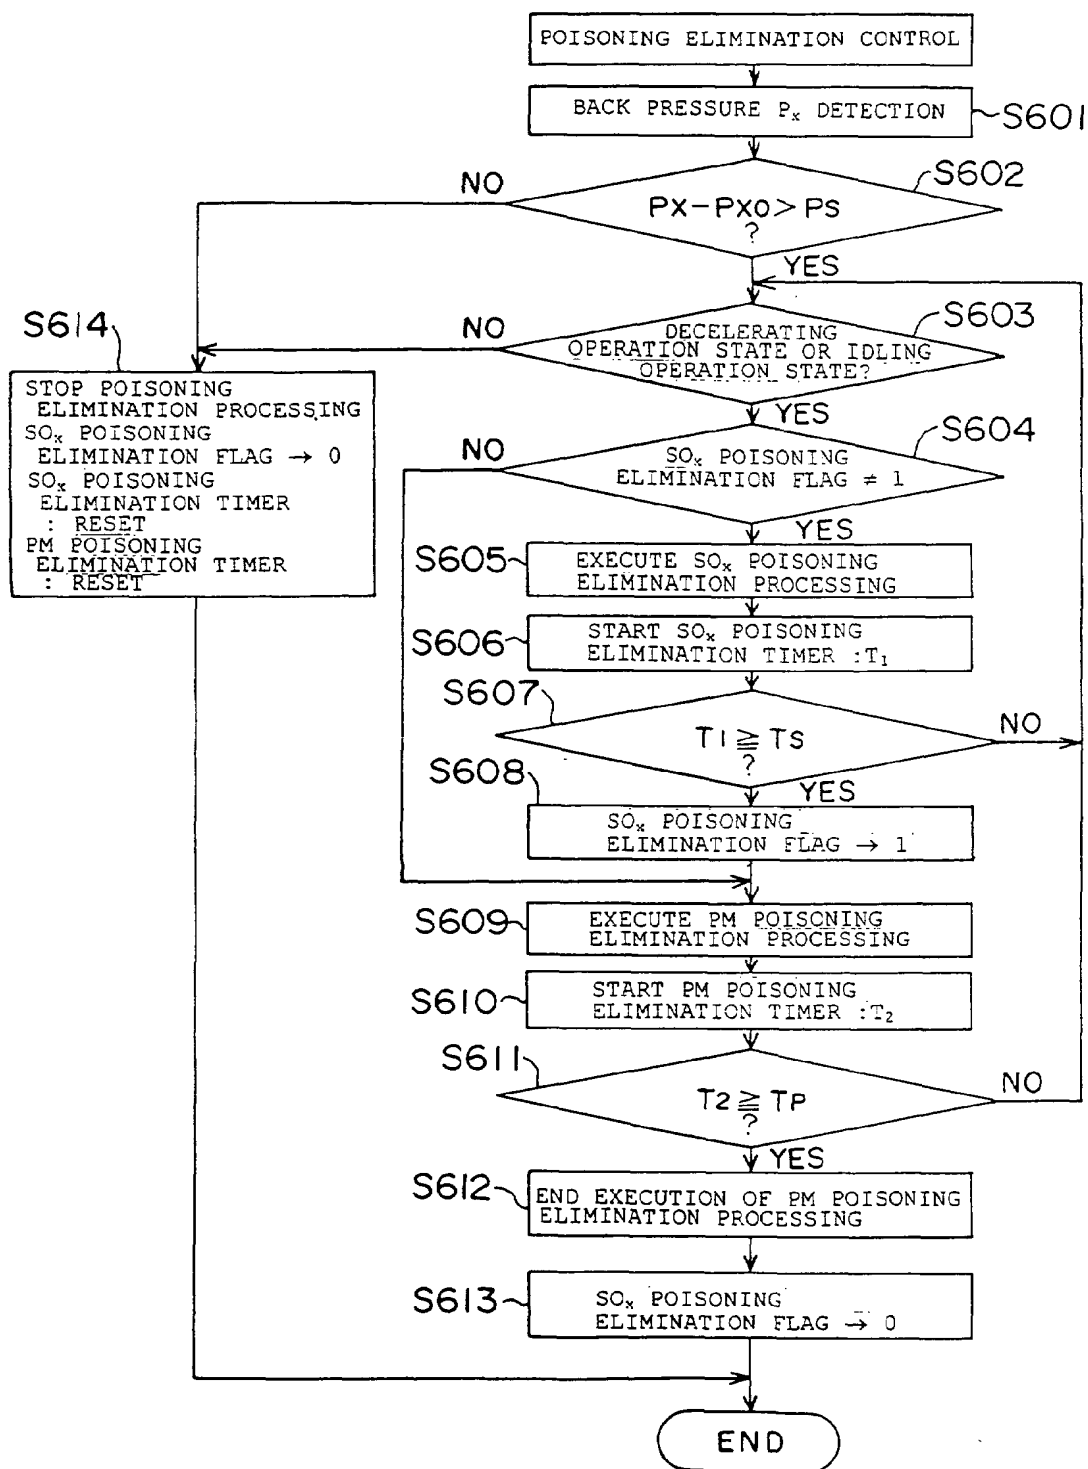 POISONING ELIMINATION CONTROL
BACK PRESSURE Px DETECTION
S601
S602
NO
PX-PXO > PS
?
YES
S614
S603
NO
DECELERATING
OPERATION STATE OR IDLING
OPERATION STATE?
STOP POISONING
ELIMINATION PROCESSING
SOx POISONING
ELIMINATION FLAG → 0
SOx POISONING
ELIMINATION TIMER
: RESET
PM POISONING
ELIMINATION TIMER
: RESET
YES
S604
NO
SOx POISONING
ELIMINATION FLAG ≠ 1
YES
S605
EXECUTE SOx POISONING
ELIMINATION PROCESSING
S606
START SOx POISONING
ELIMINATION TIMER :T1
S607
T1 ≧ TS
?
NO
S608
YES
SOx POISONING
ELIMINATION FLAG → 1
S609
EXECUTE PM POISONING
ELIMINATION PROCESSING
S610
START PM POISONING
ELIMINATION TIMER :T2
S611
T2 ≧ TP
?
NO
YES
S612
END EXECUTION OF PM POISONING
ELIMINATION PROCESSING
S613
SOx POISONING
ELIMINATION FLAG → 0
END